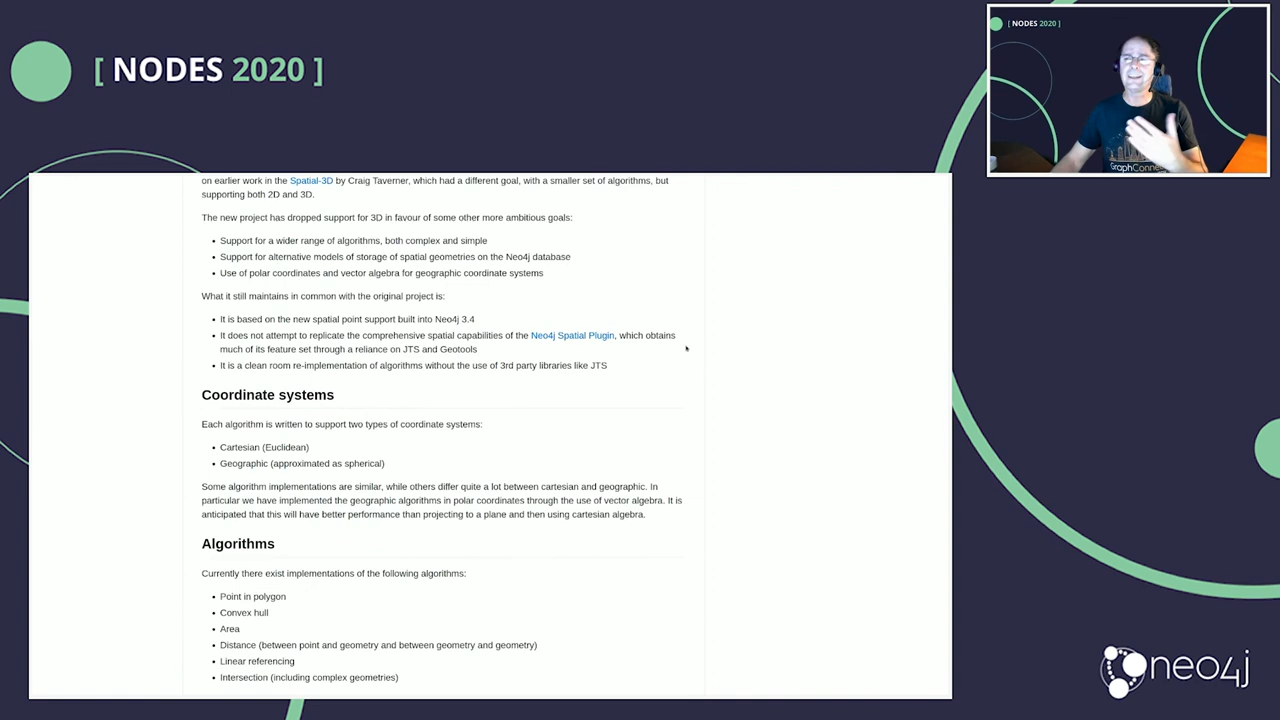 [ NODES 2020 ]
[ NODES 2020 ]
GraphConnec
on earlier work in the Spatial-3D by Craig Taverner, which had a different goal, with a smaller set of algorithms, but
supporting both 2D and 3D.
The new project has dropped support for 3D in favour of some other more ambitious goals:
• Support for a wider range of algorithms, both complex and simple
• Support for alternative models of storage of spatial geometries on the Neo4j database
• Use of polar coordinates and vector algebra for geographic coordinate systems
What it still maintains in common with the original project is:
• It is based on the new spatial point support built into Neo4j 3.4
• It does not attempt to replicate the comprehensive spatial capabilities of the Neo4j Spatial Plugin, which obtains
much of its feature set through a reliance on JTS and Geotools
• It is a clean room re-implementation of algorithms without the use of 3rd party libraries like JTS
Coordinate systems
Each algorithm is written to support two types of coordinate systems:
• Cartesian (Euclidean)
• Geographic (approximated as spherical)
Some algorithm implementations are similar, while others differ quite a lot between cartesian and geographic. In
particular we have implemented the geographic algorithms in polar coordinates through the use of vector algebra. It is
anticipated that this will have better performance than projecting to a plane and then using cartesian algebra.
Algorithms
Currently there exist implementations of the following algorithms:
• Point in polygon
• Convex hull
• Area
• Distance (between point and geometry and between geometry and geometry)
• Linear referencing
• Intersection (including complex geometries)
neo4j